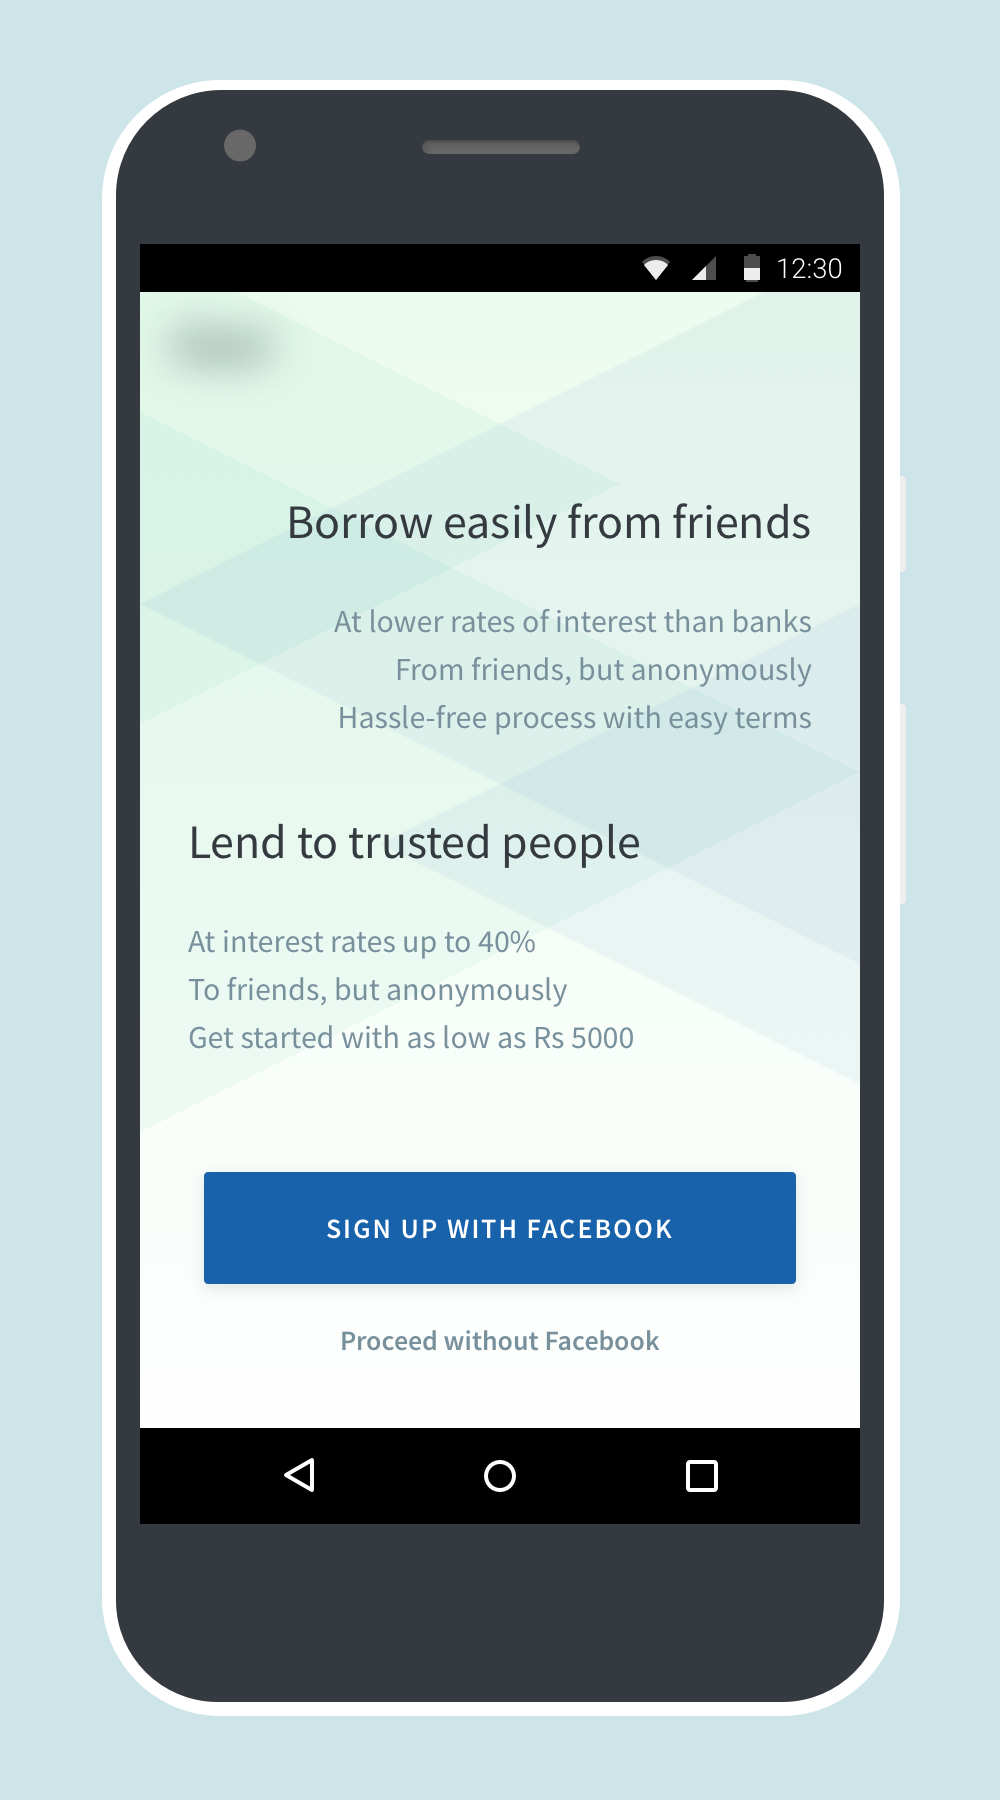 12:30
Borrow easily from friends
At lower rates of interest than banks
From friends, but anonymously
Hassle-free process with easy terms
Lend to trusted people
At interest rates up to 40%
To friends, but anonymously
Get started with as low as Rs 5000
SIGN UP WITH FACEBOOK
Proceed without Facebook